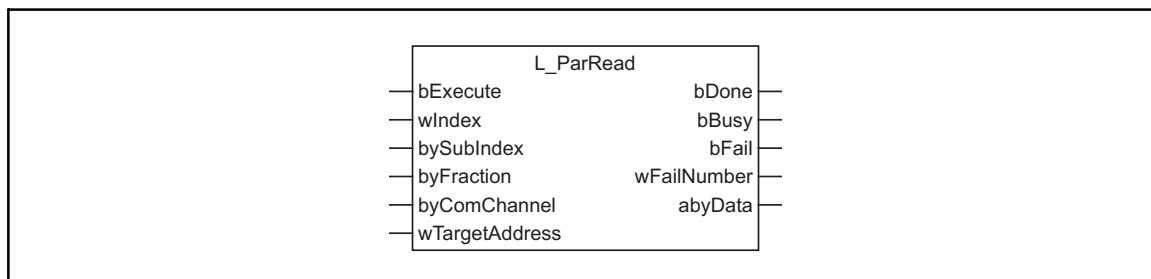 L_ParRead
bExecute bDone
wIndex bBusy
bySubIndex bFail
byFraction wFailNumber
byComChannel abyData
wTargetAddress